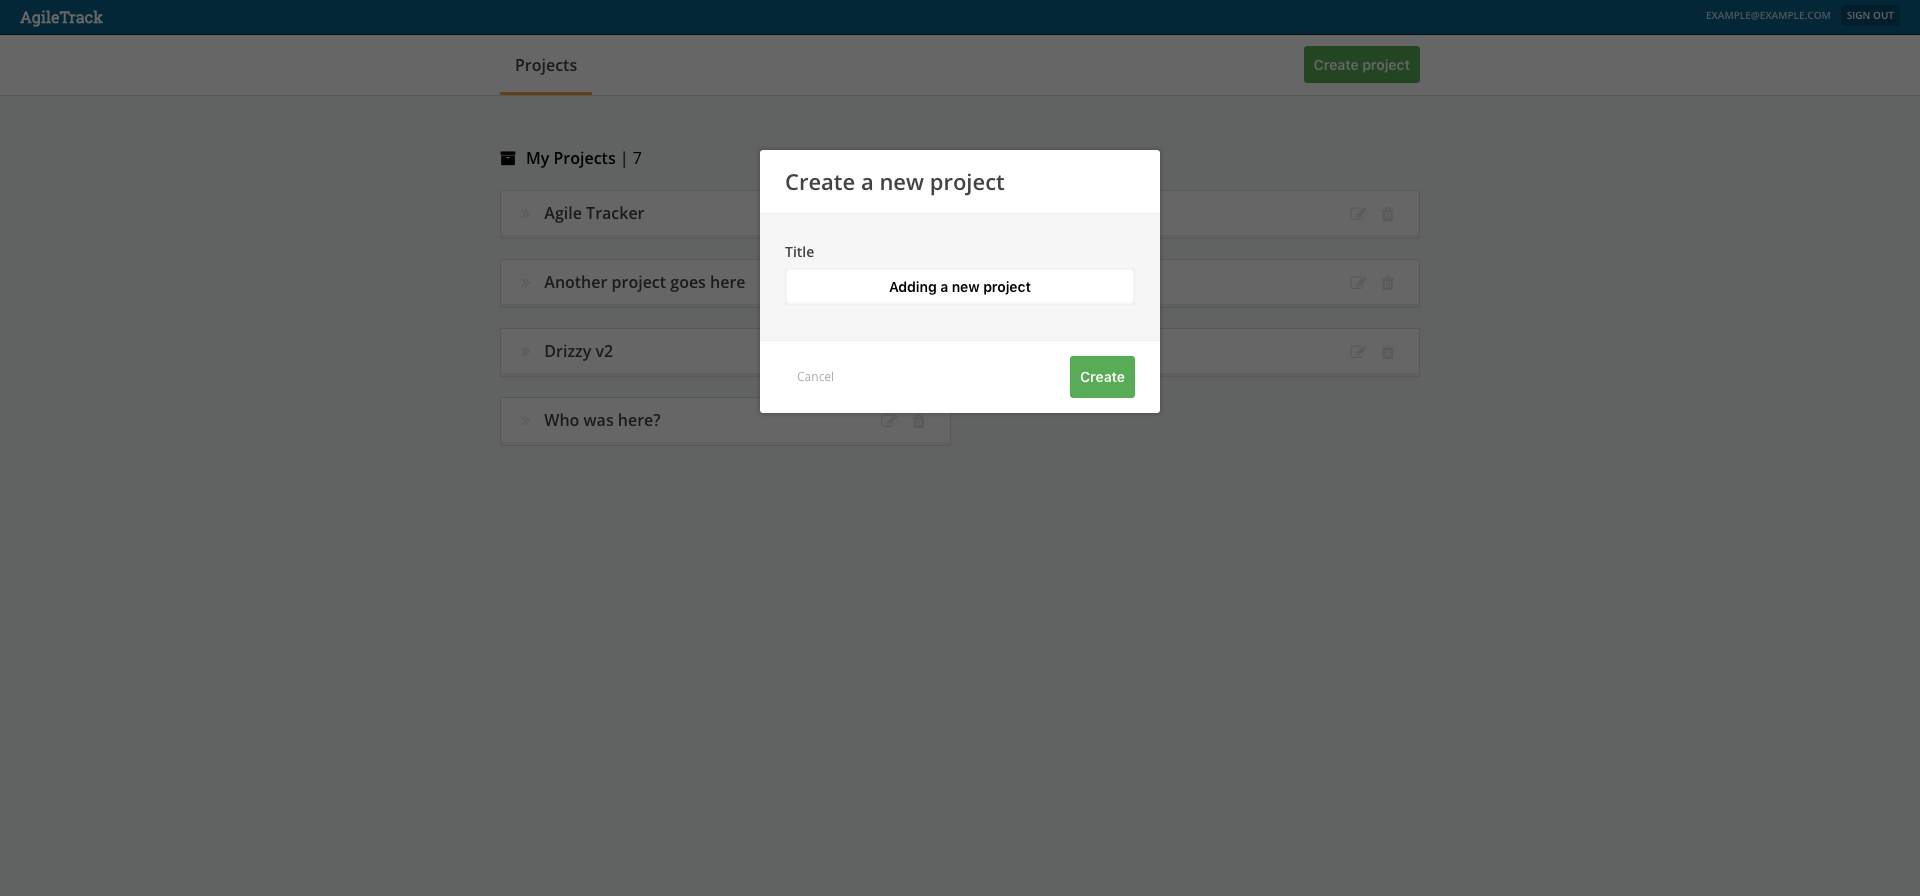 AgileTrack
EXAMPLE@EXAMPLE.COM
SIGN OUT
Projects
Create project
My Projects | 7
Agile Tracker
Another project goes here
Drizzy v2
Who was here?
Create a new project
Title
Adding a new project
Cancel
Create